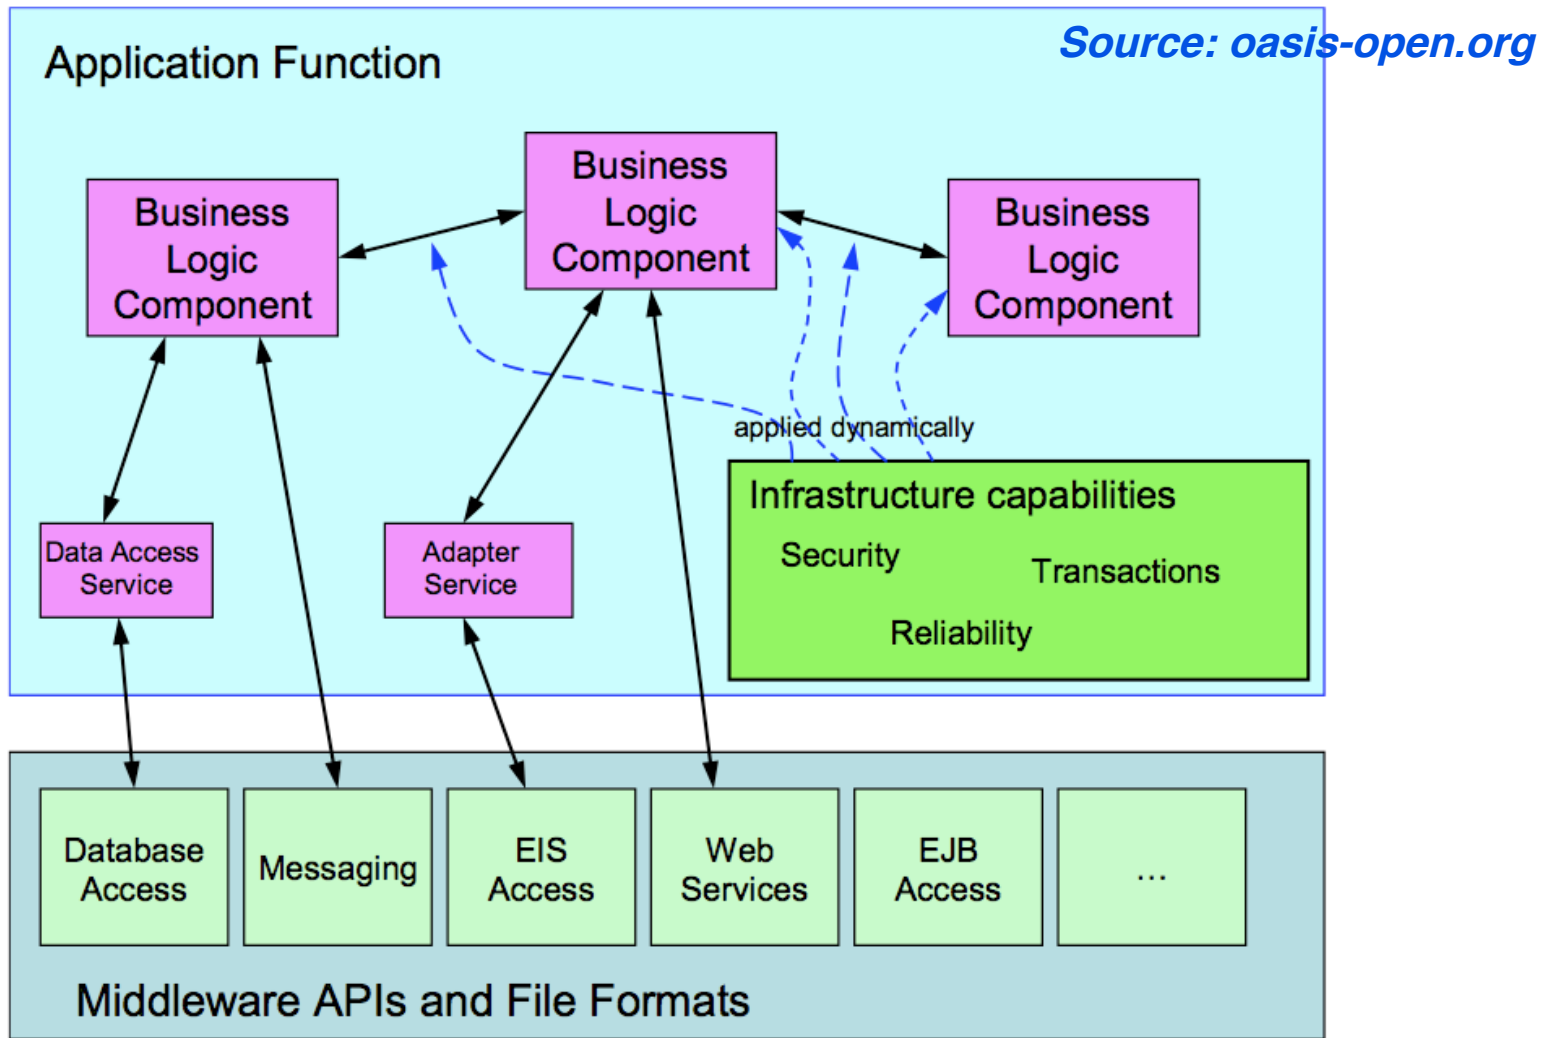 Source: oasis-open.org
Application Function
Business
Logic
Component
Business
Logic
Component
Business
Logic
Component
applied dynamically
Infrastructure capabilities
Security
Transactions
Reliability
Data Access
Service
Adapter
Service
Database
Access
Messaging
EIS
Access
Web
Services
EJB
Access
...
Middleware APIs and File Formats